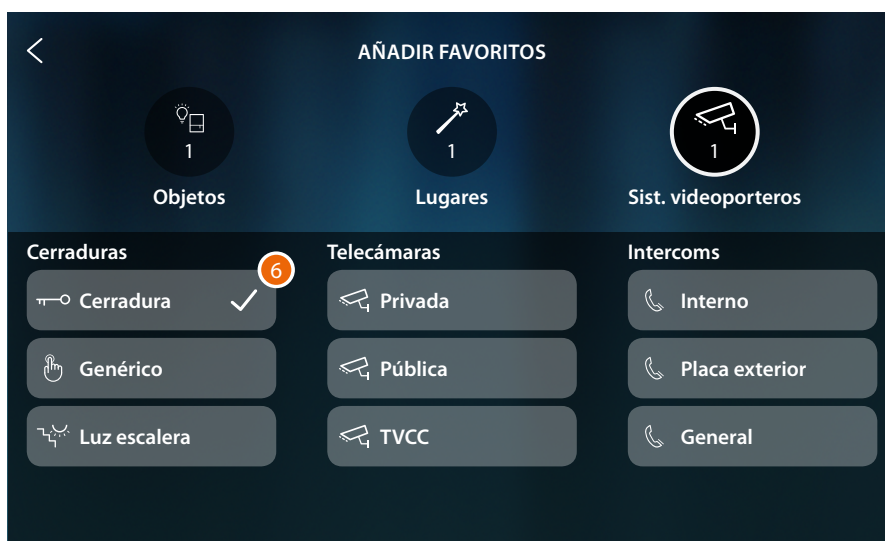 AÑADIR FAVORITOS
1
1
1
Objetos
Lugares
Sist. videoporteros
Cerraduras
Telecámaras
Intercoms
6
Cerradura
Privada
Interno
Genérico
Pública
Placa exterior
Luz escalera
TVCC
General